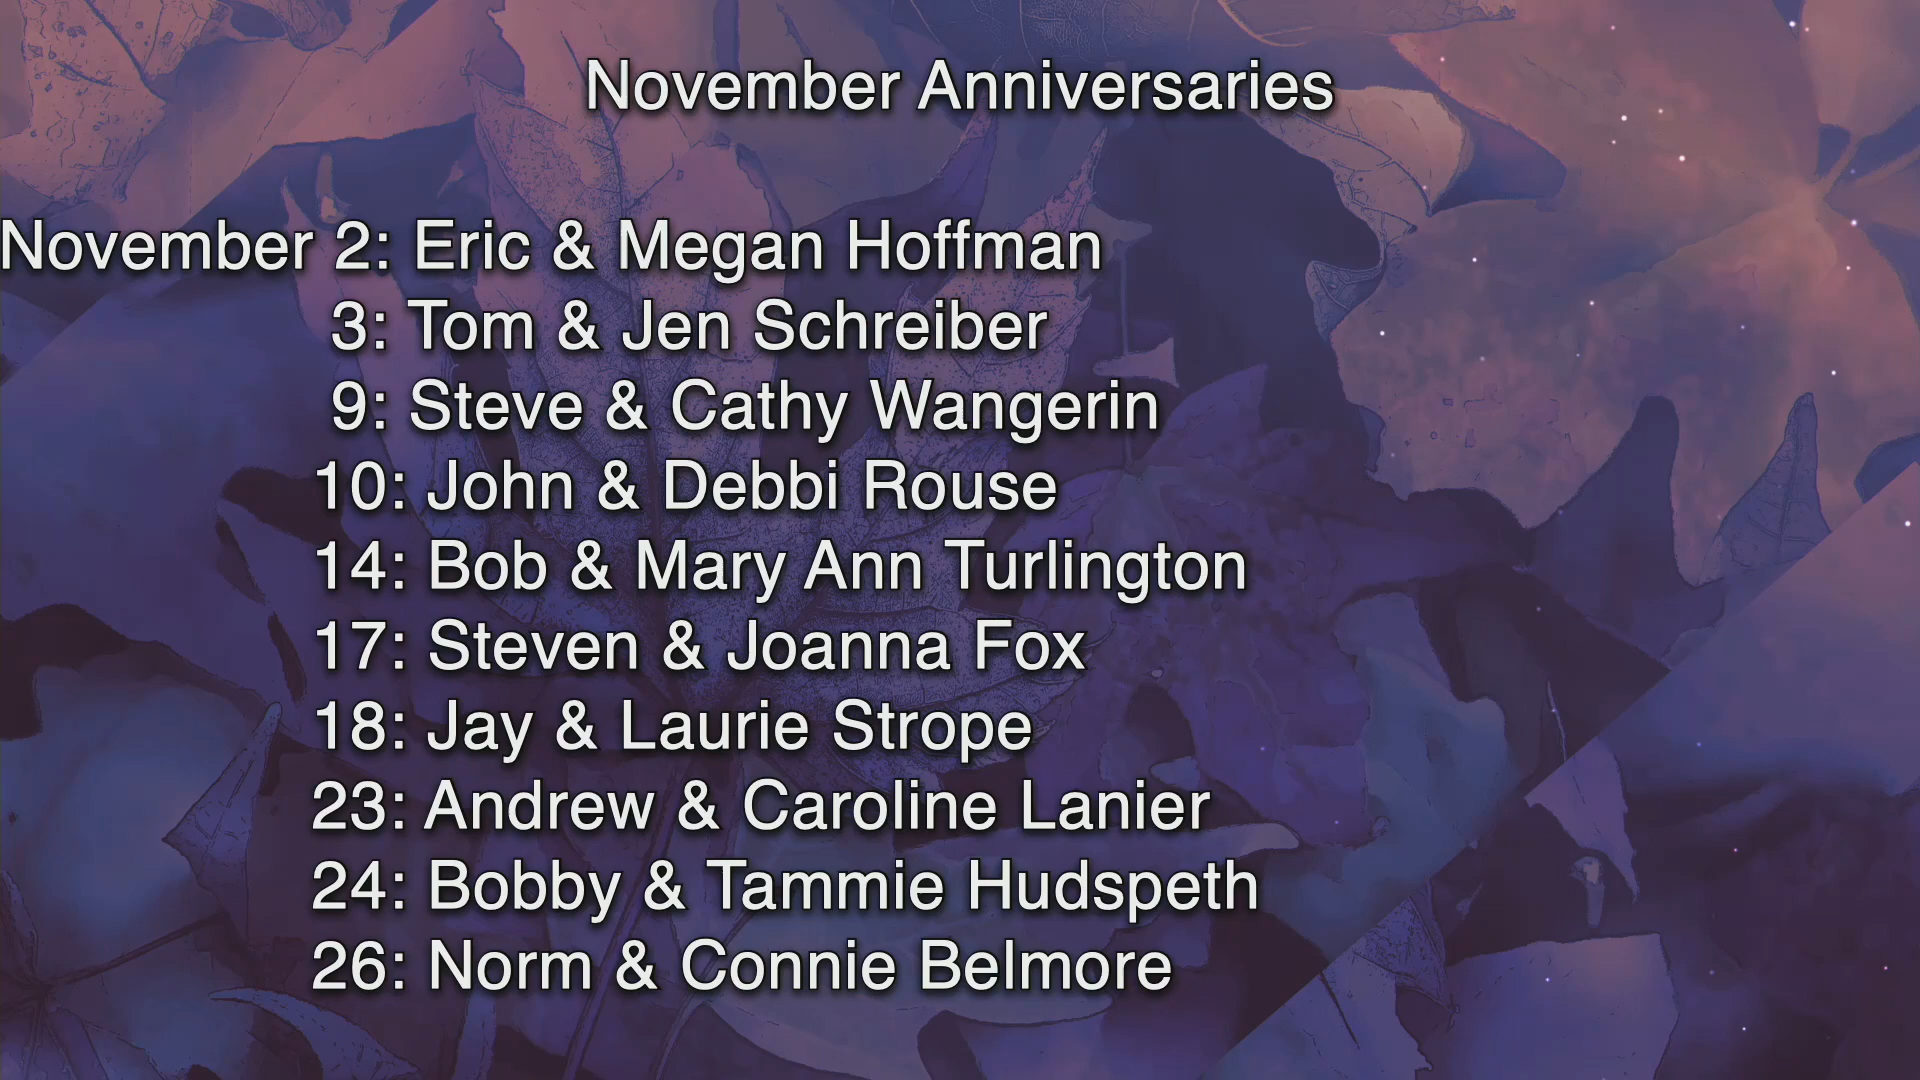 November Anniversaries
November 2: Eric & Megan Hoffman
3: Tom & Jen Schreiber
9: Steve & Cathy Wangerin
10: John & Debbi Rouse
14: Bob & Mary Ann Turlington
17: Steven & Joanna Fox
18: Jay & Laurie Strope
23: Andrew & Caroline Lanier
24: Bobby & Tammie Hudspeth
26: Norm & Connie Belmore